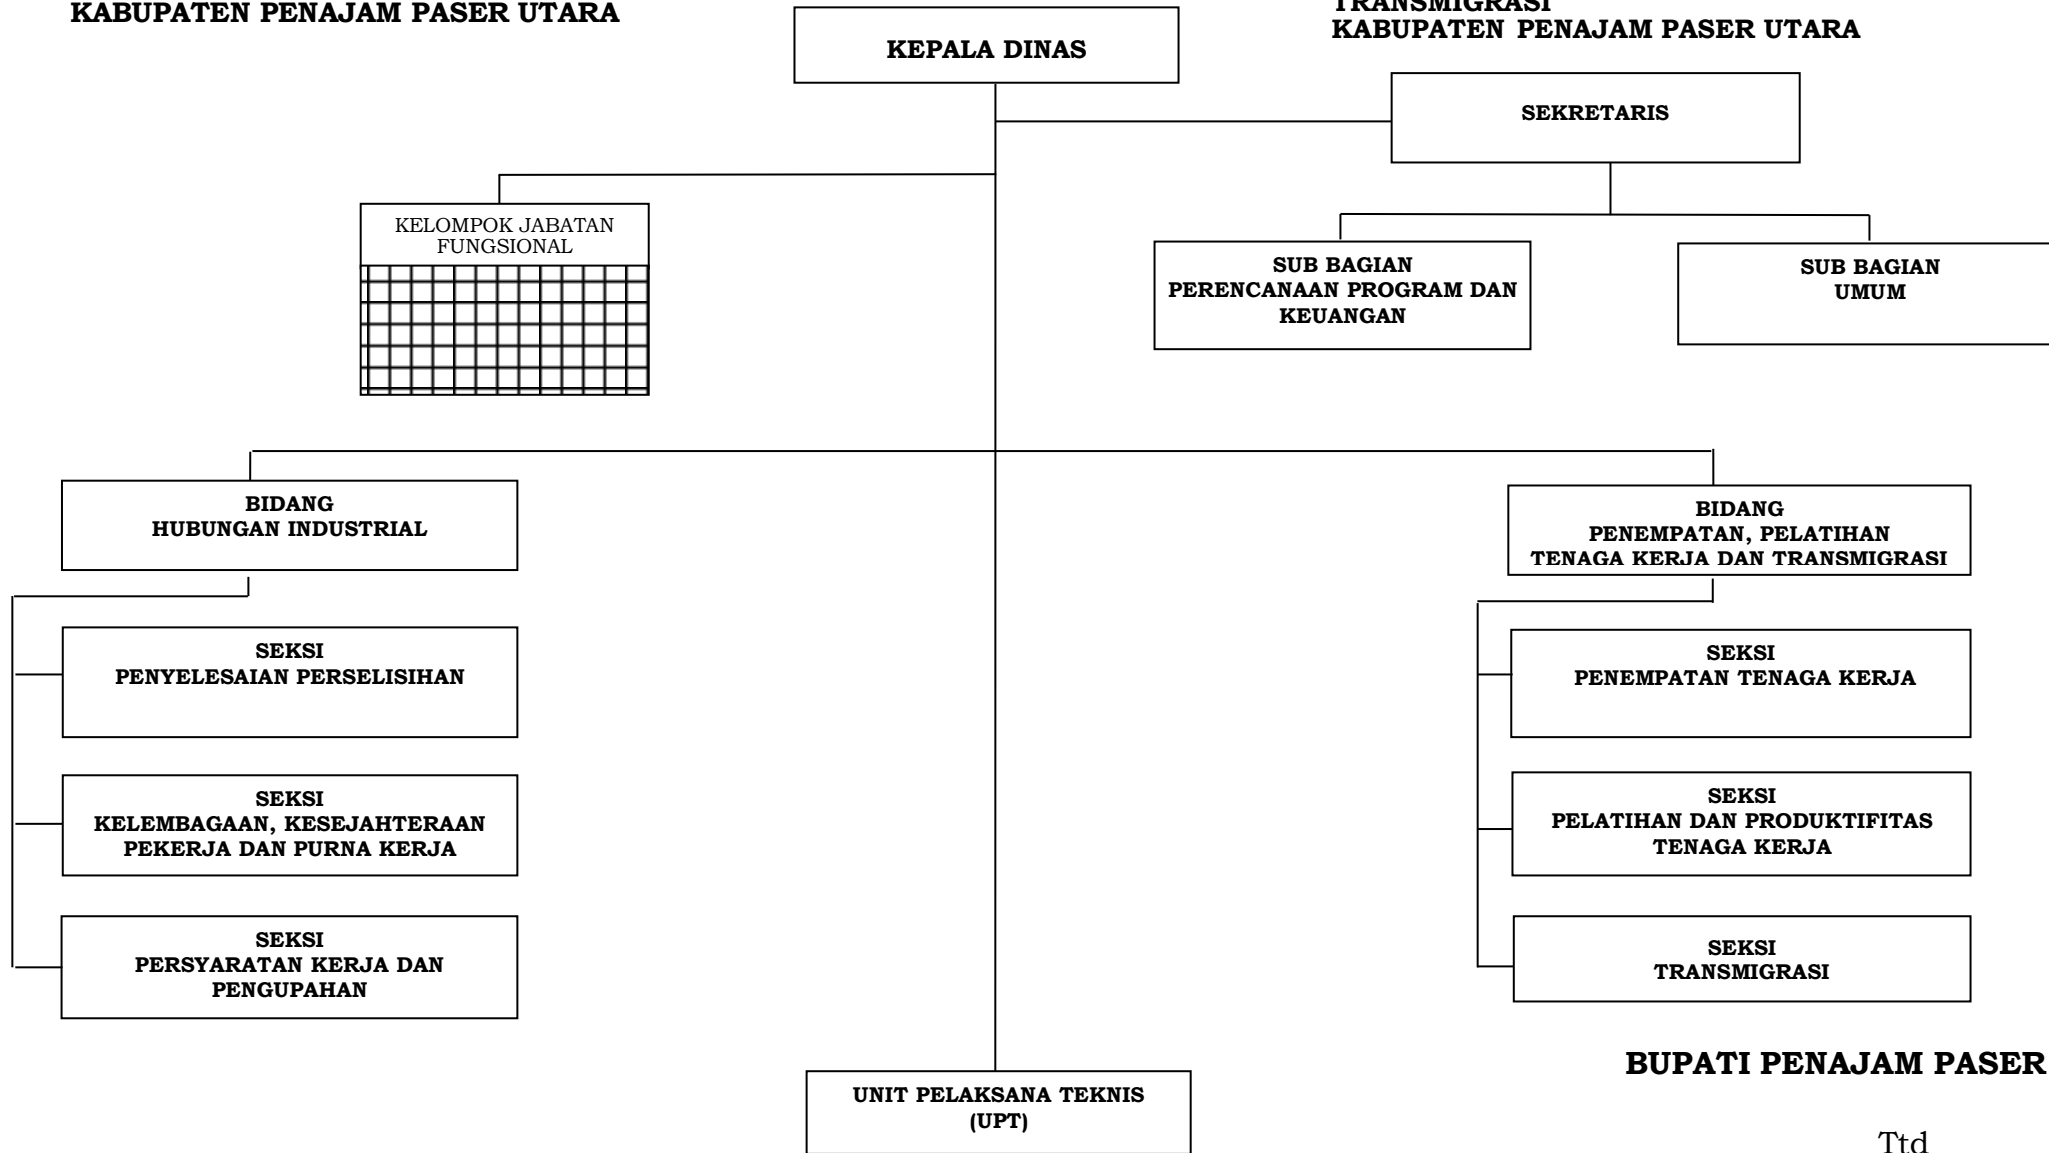 KABUPATEN PENAJAM PASER UTARA
TRANSMIGRASI
KABUPATEN PENAJAM PASER UTARA
KEPALA DINAS
SEKRETARIS
KELOMPOK JABATAN
FUNGSIONAL
SUB BAGIAN
PERENCANAAN PROGRAM DAN
KEUANGAN
SUB BAGIAN
UMUM
BIDANG
HUBUNGAN INDUSTRIAL
SEKSI
PENYELESAIAN PERSELISIHAN
SEKSI
KELEMBAGAAN, KESEJAHTERAAN
PEKERJA DAN PURNA KERJA
SEKSI
PERSYARATAN KERJA DAN
PENGUPAHAN
BIDANG
PENEMPATAN, PELATIHAN
TENAGA KERJA DAN TRANSMIGRASI
SEKSI
PENEMPATAN TENAGA KERJA
SEKSI
PELATIHAN DAN PRODUKTIFITAS
TENAGA KERJA
SEKSI
TRANSMIGRASI
UNIT PELAKSANA TEKNIS
(UPT)
BUPATI PENAJAM PASER
Ttd